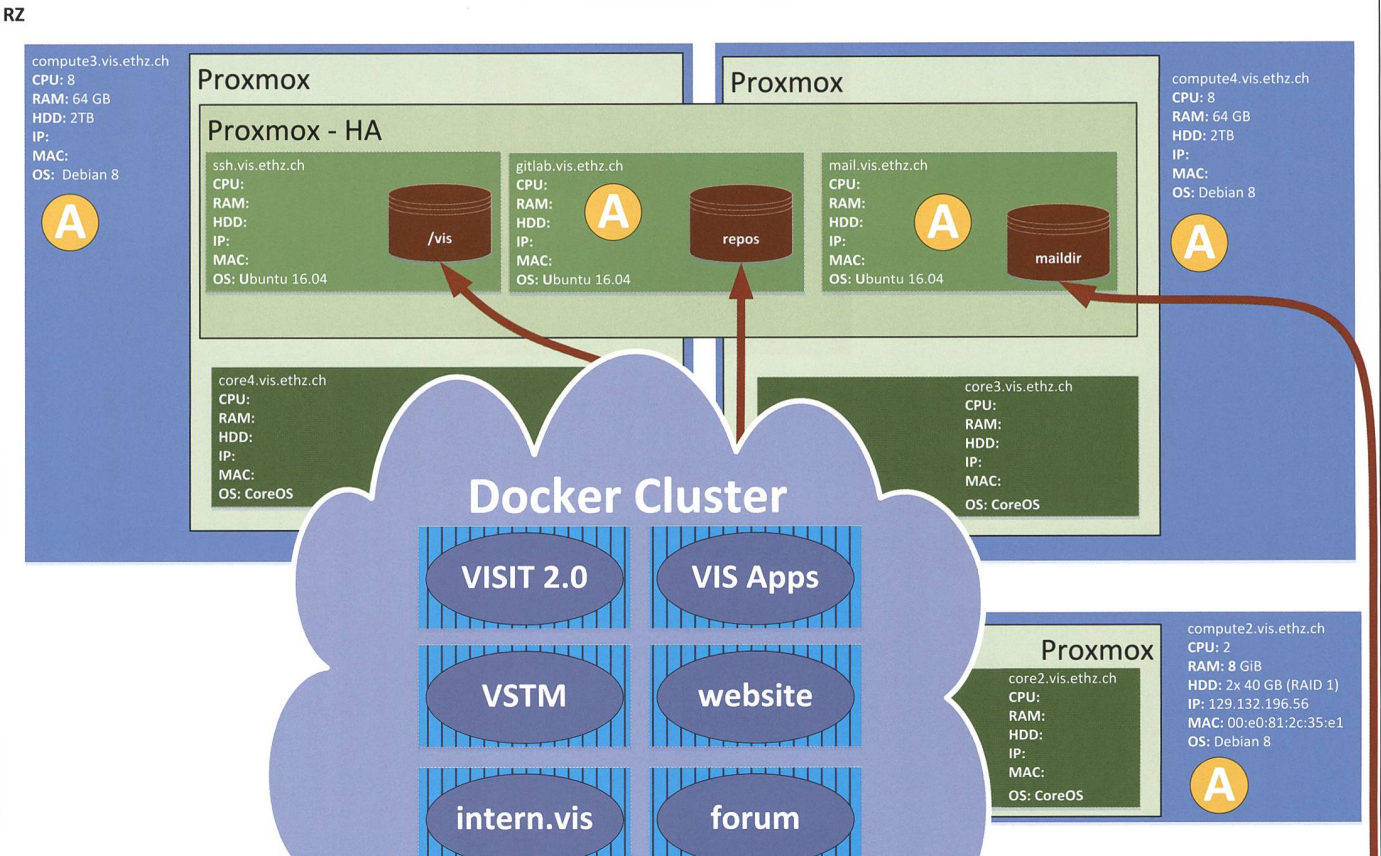 RZ
compute3.vis.ethz.ch
CPU: 8
RAM: 64 GB
HDD: 2TB
IP:
MAC:
OS: Debian 8
A
Proxmox
Proxmox - HA
ssh.vis.ethz.ch
CPU:
RAM:
HDD:
IP:
MAC:
OS: Ubuntu 16.04
/vis
gitlab.vis.ethz.ch
CPU:
RAM:
HDD:
IP:
MAC:
OS: Ubuntu 16.04
A
repos
Proxmox
mail.vis.ethz.ch
CPU:
RAM:
HDD:
IP:
MAC:
OS: Ubuntu 16.04
A
maildir
compute4.vis.ethz.ch
CPU: 8
RAM: 64 GB
HDD: 2TB
IP:
MAC:
OS: Debian 8
A
core4.vis.ethz.ch
CPU:
RAM:
HDD:
IP:
MAC:
OS: CoreOS
core3.vis.ethz.ch
CPU:
RAM:
HDD:
IP:
MAC:
OS: CoreOS
Docker Cluster
VISIT 2.0
VIS Apps
VSTM
website
intern.vis
forum
Proxmox
core2.vis.ethz.ch
CPU:
RAM:
HDD:
IP:
MAC:
OS: CoreOS
compute2.vis.ethz.ch
CPU: 2
RAM: 8 GiB
HDD: 2x 40 GB (RAID 1)
IP: 129.132.196.56
MAC: 00:e0:81:2c:35:e1
OS: Debian 8
A